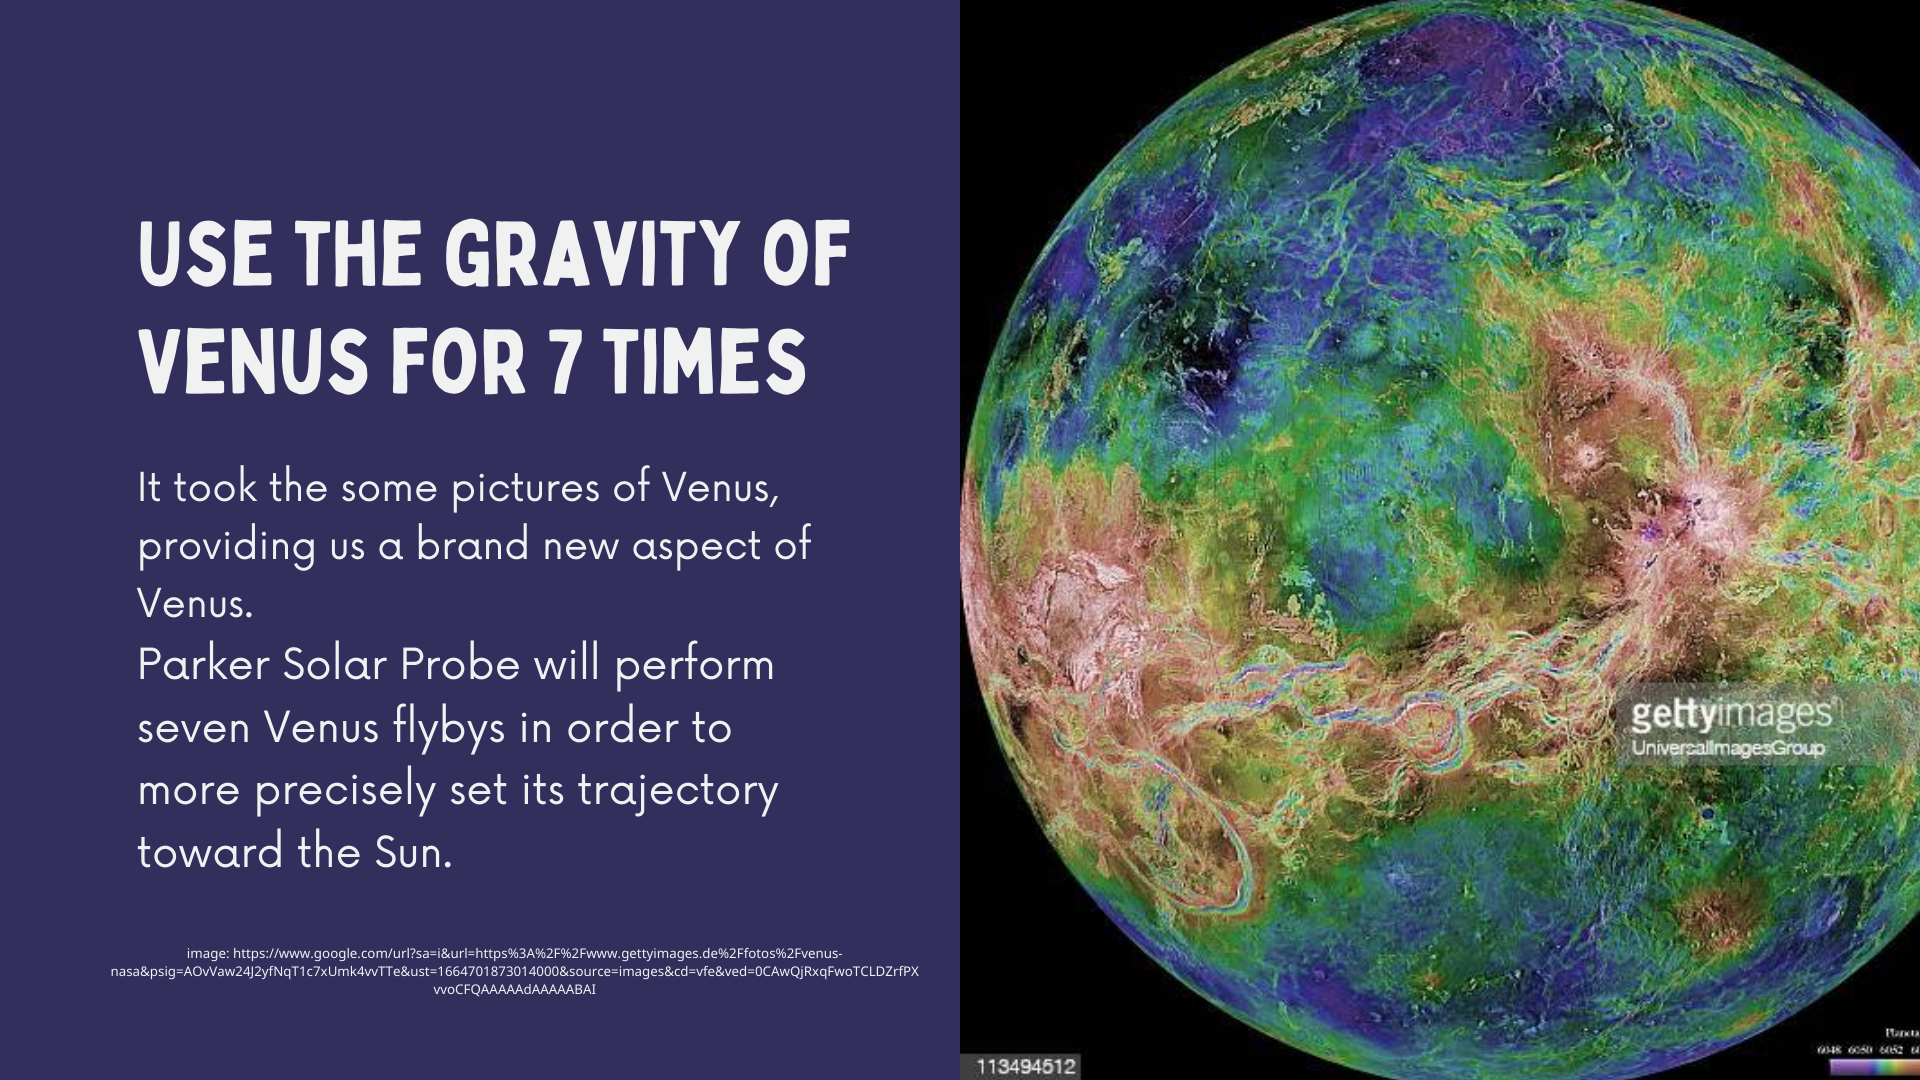 USE THE GRAVITY OF
VENUS FOR 7 TIMES
It took the some pictures of Venus,
providing us a brand new aspect of
Venus.
Parker Solar Probe will perform
seven Venus flybys in order to
more precisely set its trajectory
toward the Sun.
image: https://www.google.com/url?sa=i&url=https%3A%2F%2Fwww.gettyimages.de%2Ffotos%2Fvenus-
nasa&psig=AOvVaw24J2yfNqT1c7xUmk4vvTTe&ust=1664701873014000&source=images&cd=vfe&ved=0CAwQjRxqFwoTCLDZrfPX
vvoCFQAAAAAdAAAAABAI
gettyimages
UniversalImagesGroup
113494512
6048 6050 6052